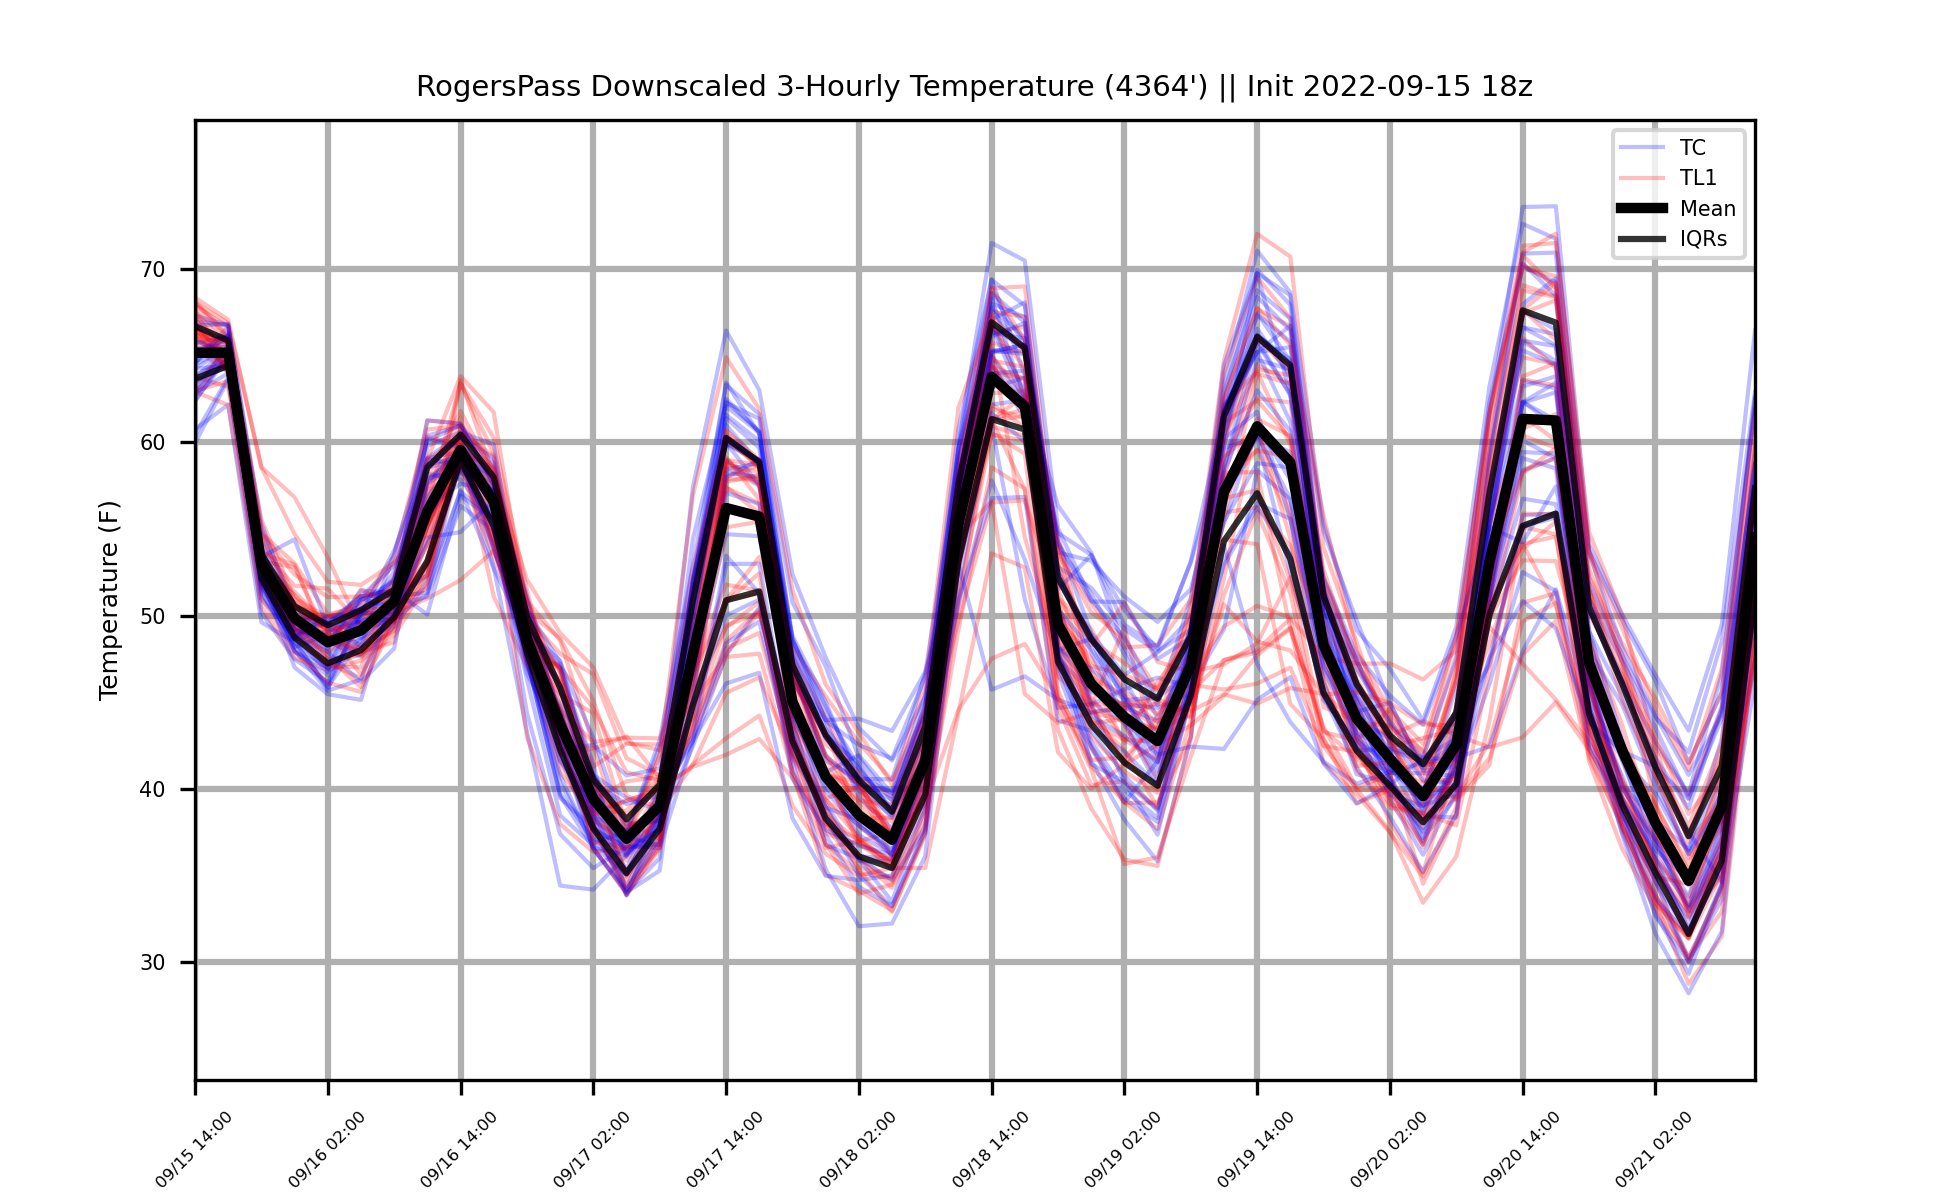 RogersPass Downscaled 3-Hourly Temperature (4364') || Init 2022-09-15 18z
TC
TL1
Mean
IQRs
Temperature (F)
70
60
50
40
30
09/15 14:00
09/16 02:00
09/16 14:00
09/17 02:00
09/17 14:00
09/18 02:00
09/18 14:00
09/19 02:00
09/19 14:00
09/20 02:00
09/20 14:00
09/21 02:00